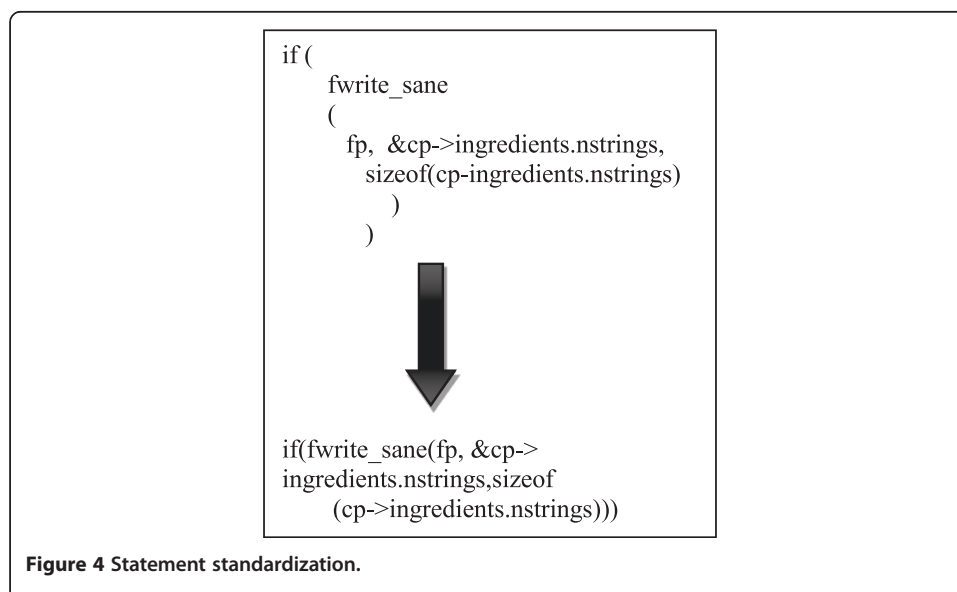 if (
fwrite_sane
(
fp, &cp->ingredients.nstrings,
sizeof(cp-ingredients.nstrings)
)
)
if(fwrite_sane(fp, &cp->
ingredients.nstrings,sizeof
(cp->ingredients.nstrings)))
Figure 4 Statement standardization.